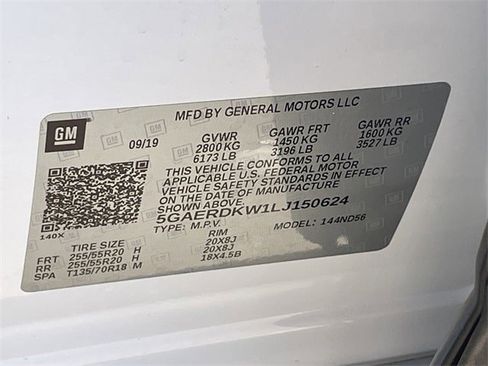 MFD BY GENERAL MOTORS LLC
GM
09/19 GVWR GAWR FRT GAWR RR
2800 KG 1450 KG 1600 KG
6173 LB 3196 LB 3527 LB
THIS VEHICLE CONFORMS TO ALL
APPLICABLE U.S. FEDERAL MOTOR
VEHICLE SAFETY STANDARDS IN EFFECT
ON THE DATE OF MANUFACTURE
SHOWN ABOVE.
5GAERDKW1LJ150624
140X TYPE: M.P.V. MODEL: 144ND56
TIRE SIZE RIM
FRT 255/55R20 H 20X8J
RR 255/55R20 H 20X8J
SPA T135/70R18 M 18X4.5B